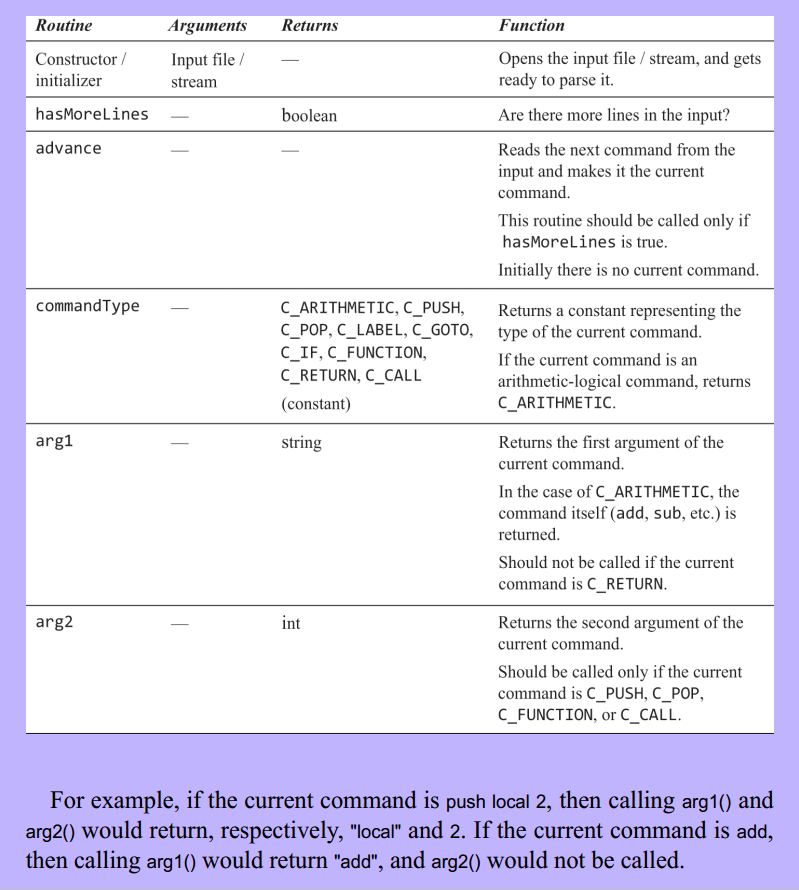 Routine Arguments Returns Function
Constructor / Input file / — Opens the input file / stream, and gets
initializer stream ready to parse it.
hasMoreLines — boolean Are there more lines in the input?
advance — — Reads the next command from the
input and makes it the current
command.
This routine should be called only if
hasMoreLines is true.
Initially there is no current command.
commandType — C_ARITHMETIC, C_PUSH, Returns a constant representing the
C_POP, C_LABEL, C_GOTO, type of the current command.
C_IF, C_FUNCTION, If the current command is an
C_RETURN, C_CALL arithmetic-logical command, returns
(constant) C_ARITHMETIC.
arg1 — string Returns the first argument of the
current command.
In the case of C_ARITHMETIC, the
command itself (add, sub, etc.) is
returned.
Should not be called if the current
command is C_RETURN.
arg2 — int Returns the second argument of the
current command.
Should be called only if the current
command is C_PUSH, C_POP,
C_FUNCTION, or C_CALL.
For example, if the current command is push local 2, then calling arg1() and
arg2() would return, respectively, "local" and 2. If the current command is add,
then calling arg1() would return "add", and arg2() would not be called.